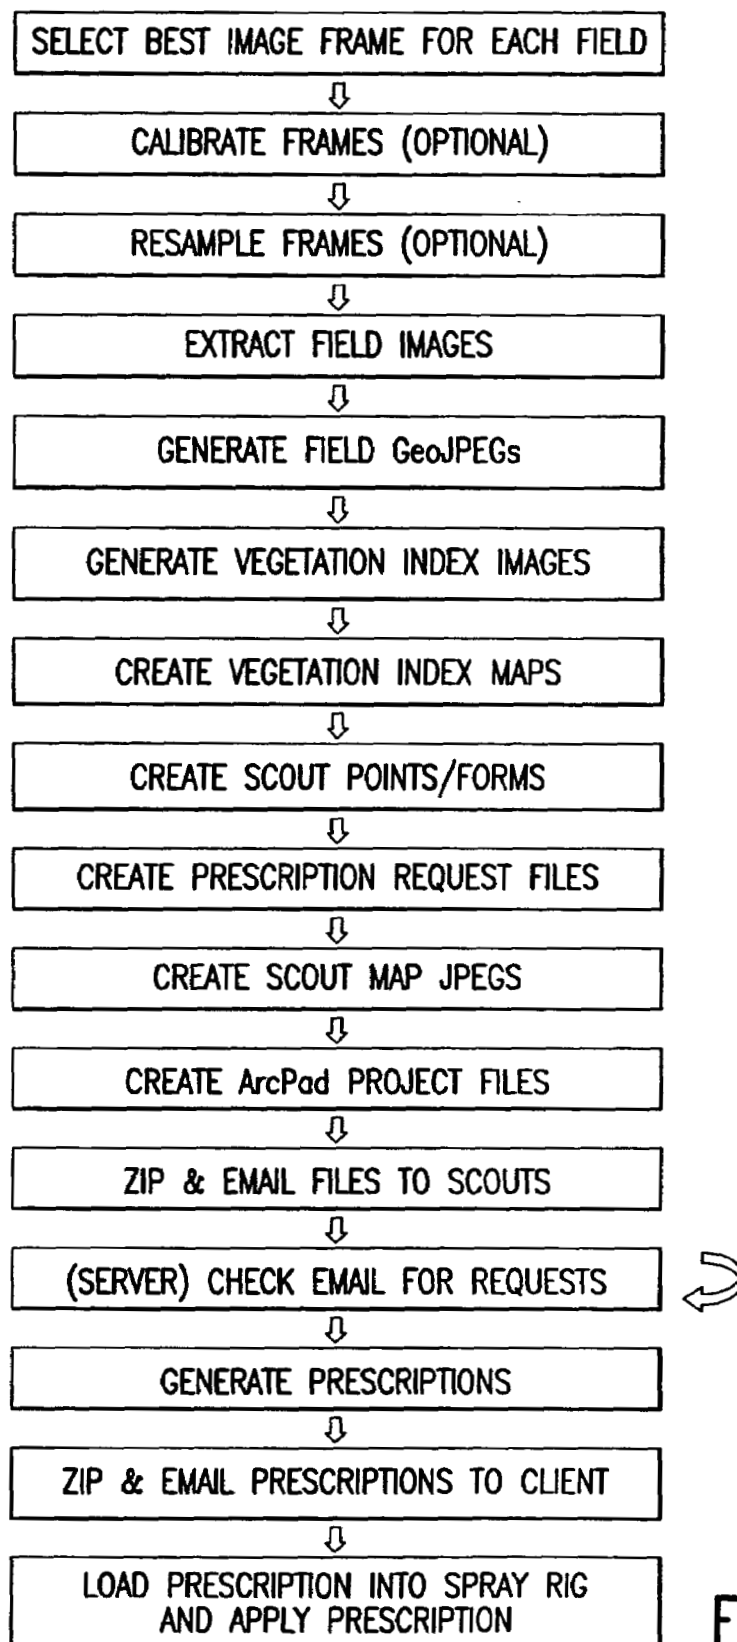 SELECT BEST IMAGE FRAME FOR EACH FIELD
CALIBRATE FRAMES (OPTIONAL)
RESAMPLE FRAMES (OPTIONAL)
EXTRACT FIELD IMAGES
GENERATE FIELD GeoJPEGs
GENERATE VEGETATION INDEX IMAGES
CREATE VEGETATION INDEX MAPS
CREATE SCOUT POINTS/FORMS
CREATE PRESCRIPTION REQUEST FILES
CREATE SCOUT MAP JPEGS
CREATE ArcPad PROJECT FILES
ZIP & EMAIL FILES TO SCOUTS
(SERVER) CHECK EMAIL FOR REQUESTS
GENERATE PRESCRIPTIONS
ZIP & EMAIL PRESCRIPTIONS TO CLIENT
LOAD PRESCRIPTION INTO SPRAY RIG
AND APPLY PRESCRIPTION